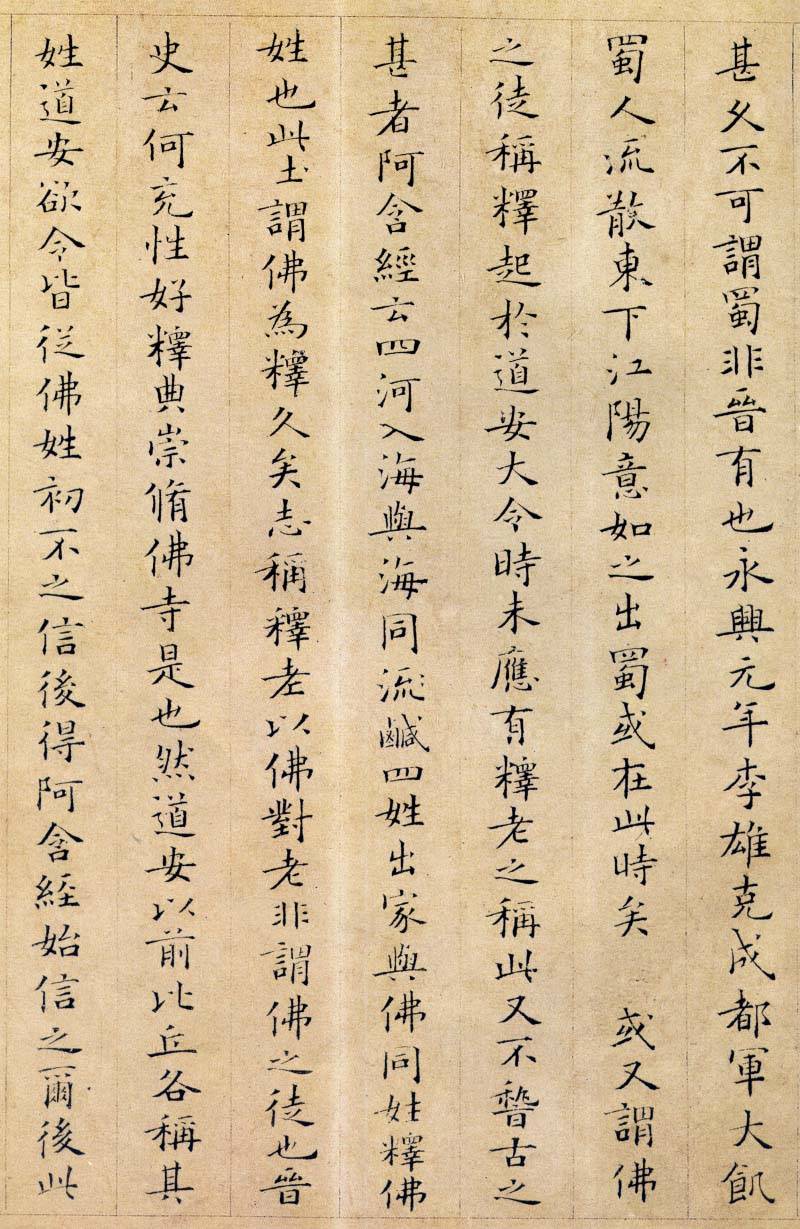 甚久不可謂蜀非晉有也永興元年李雄克成都軍大飢
蜀人流散東下江陽意如之出蜀或在此時矣 或又謂佛
之徒稱釋起於道安大令時未應有釋老之稱此又不稽古之
甚者阿含經云四河入海與海同流鹹四姓出家與佛同姓釋佛
姓也此土謂佛為釋久矣志稱釋老以佛對老非謂佛之徒也晉
史云何充性好釋典崇脩佛寺是也然道安以前比丘各稱其
姓道安欲令皆從佛姓初不之信後得阿含經始信之爾後此